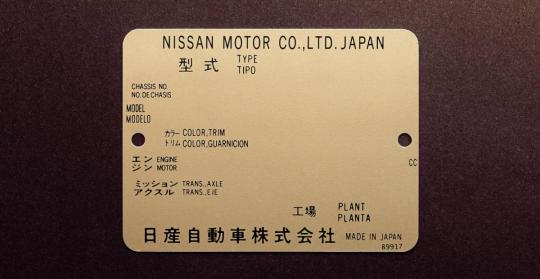 NISSAN MOTOR CO.,LTD. JAPAN
型式 TYPE
TIPO
CHASSIS NO.
NO. DE CHASIS
MODEL
MODELO
カラー COLOR,TRIM
トリム COLOR,GUARNICION
エン ENGINE
ジン MOTOR
CC
ミッション TRANS.,AXLE
アクスル TRANS.,EJE
工場 PLANT
PLANTA
日産自動車株式会社 MADE IN JAPAN
89917